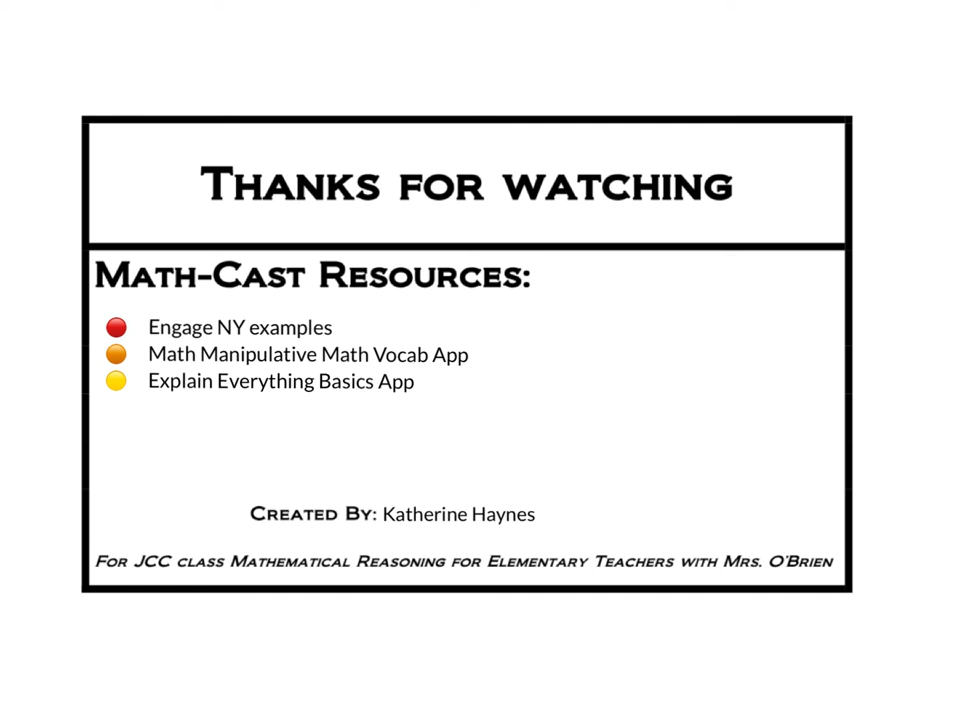 Thanks for watching
Math-Cast Resources:
Engage NY examples
Math Manipulative Math Vocab App
Explain Everything Basics App
Created By: Katherine Haynes
For JCC class Mathematical Reasoning for Elementary Teachers with Mrs. O'Brien